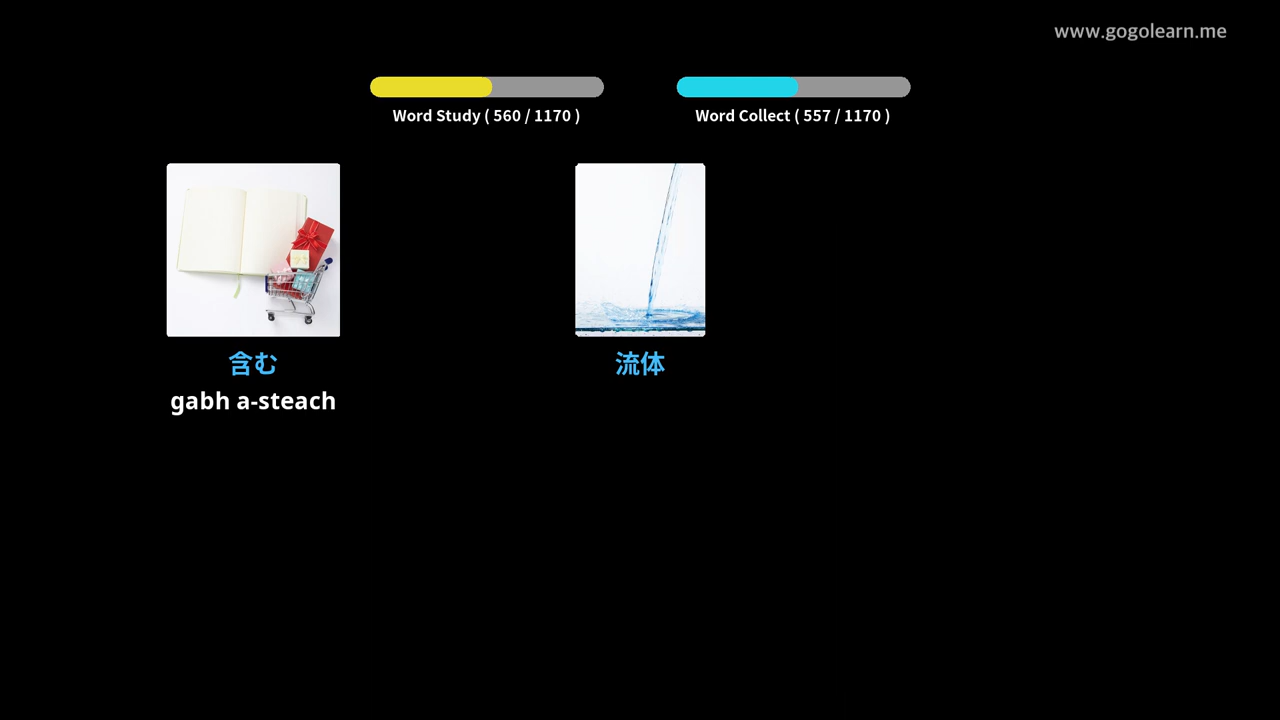 www.gogolearn.me
Word Study ( 560 / 1170 )
Word Collect ( 557 / 1170 )
含む
流体
gabh a-steach